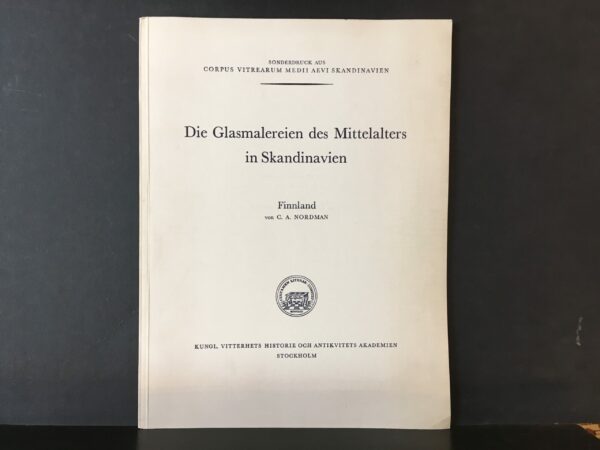 SONDERDRUCK AUS
CORPUS VITREARUM MEDII AEVI SKANDINAVIEN
Die Glasmalereien des Mittelalters
in Skandinavien
Finnland
von C. A. NORDMAN
KUNGL. VITTERHETS HISTORIE OCH ANTIKVITETS AKADEMIEN
STOCKHOLM